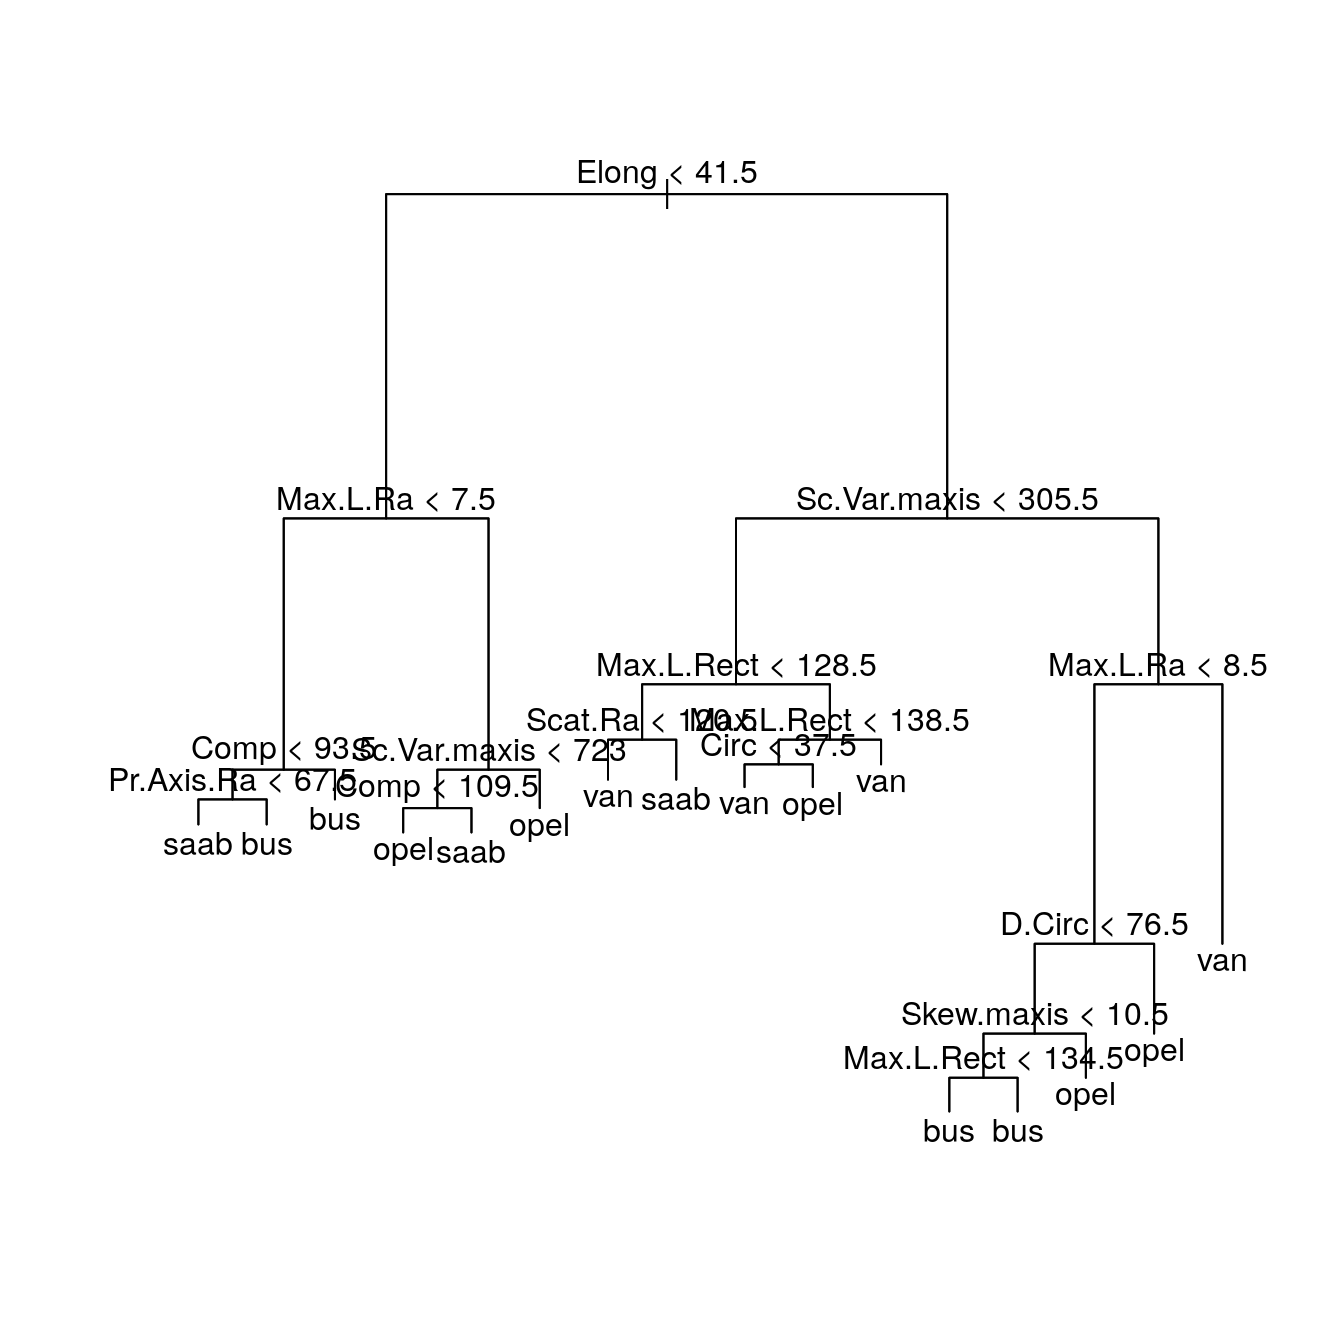 Elong < 41.5
Max.L.Ra < 7.5
Sc.Var.maxis < 305.5
Max.L.Rect < 128.5
Max.L.Ra < 8.5
Scat.Ra < 120.5
Max.L.Rect < 138.5
Comp < 93.5
Sc.Var.maxis < 723
Circ < 37.5
Pr.Axis.Ra < 67.5
Comp < 109.5
van
saab
van
opel
van
bus
opel
saab
bus
opel
saab
D.Circ < 76.5
van
Skew.maxis < 10.5
opel
Max.L.Rect < 134.5
opel
bus
bus